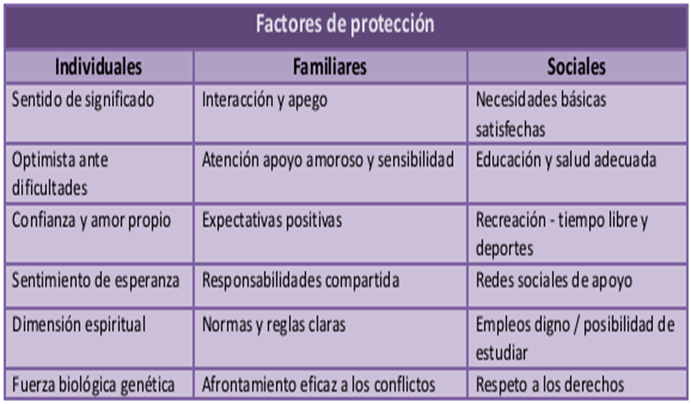 Factores de protección
Individuales Familiares Sociales
Sentido de significado Interacción y apego Necesidades básicas
satisfechas
Optimista ante Atención apoyo amoroso y sensibilidad Educación y salud adecuada
dificultades
Confianza y amor propio Expectativas positivas Recreación - tiempo libre y
deportes
Sentimiento de esperanza Responsabilidades compartida Redes sociales de apoyo
Dimensión espiritual Normas y reglas claras Empleos digno / posibilidad de
estudiar
Fuerza biológica genética Afrontamiento eficaz a los conflictos Respeto a los derechos